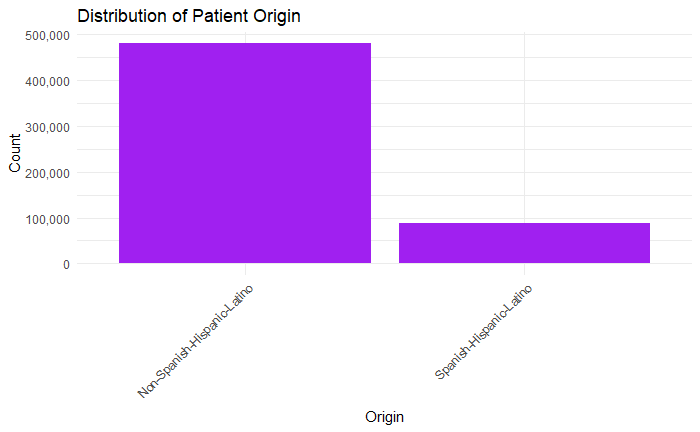 Distribution of Patient Origin
500,000
400,000
300,000
200,000
100,000
0
Count
Non-Spanish-Hispanic-Latino
Spanish-Hispanic-Latino
Origin